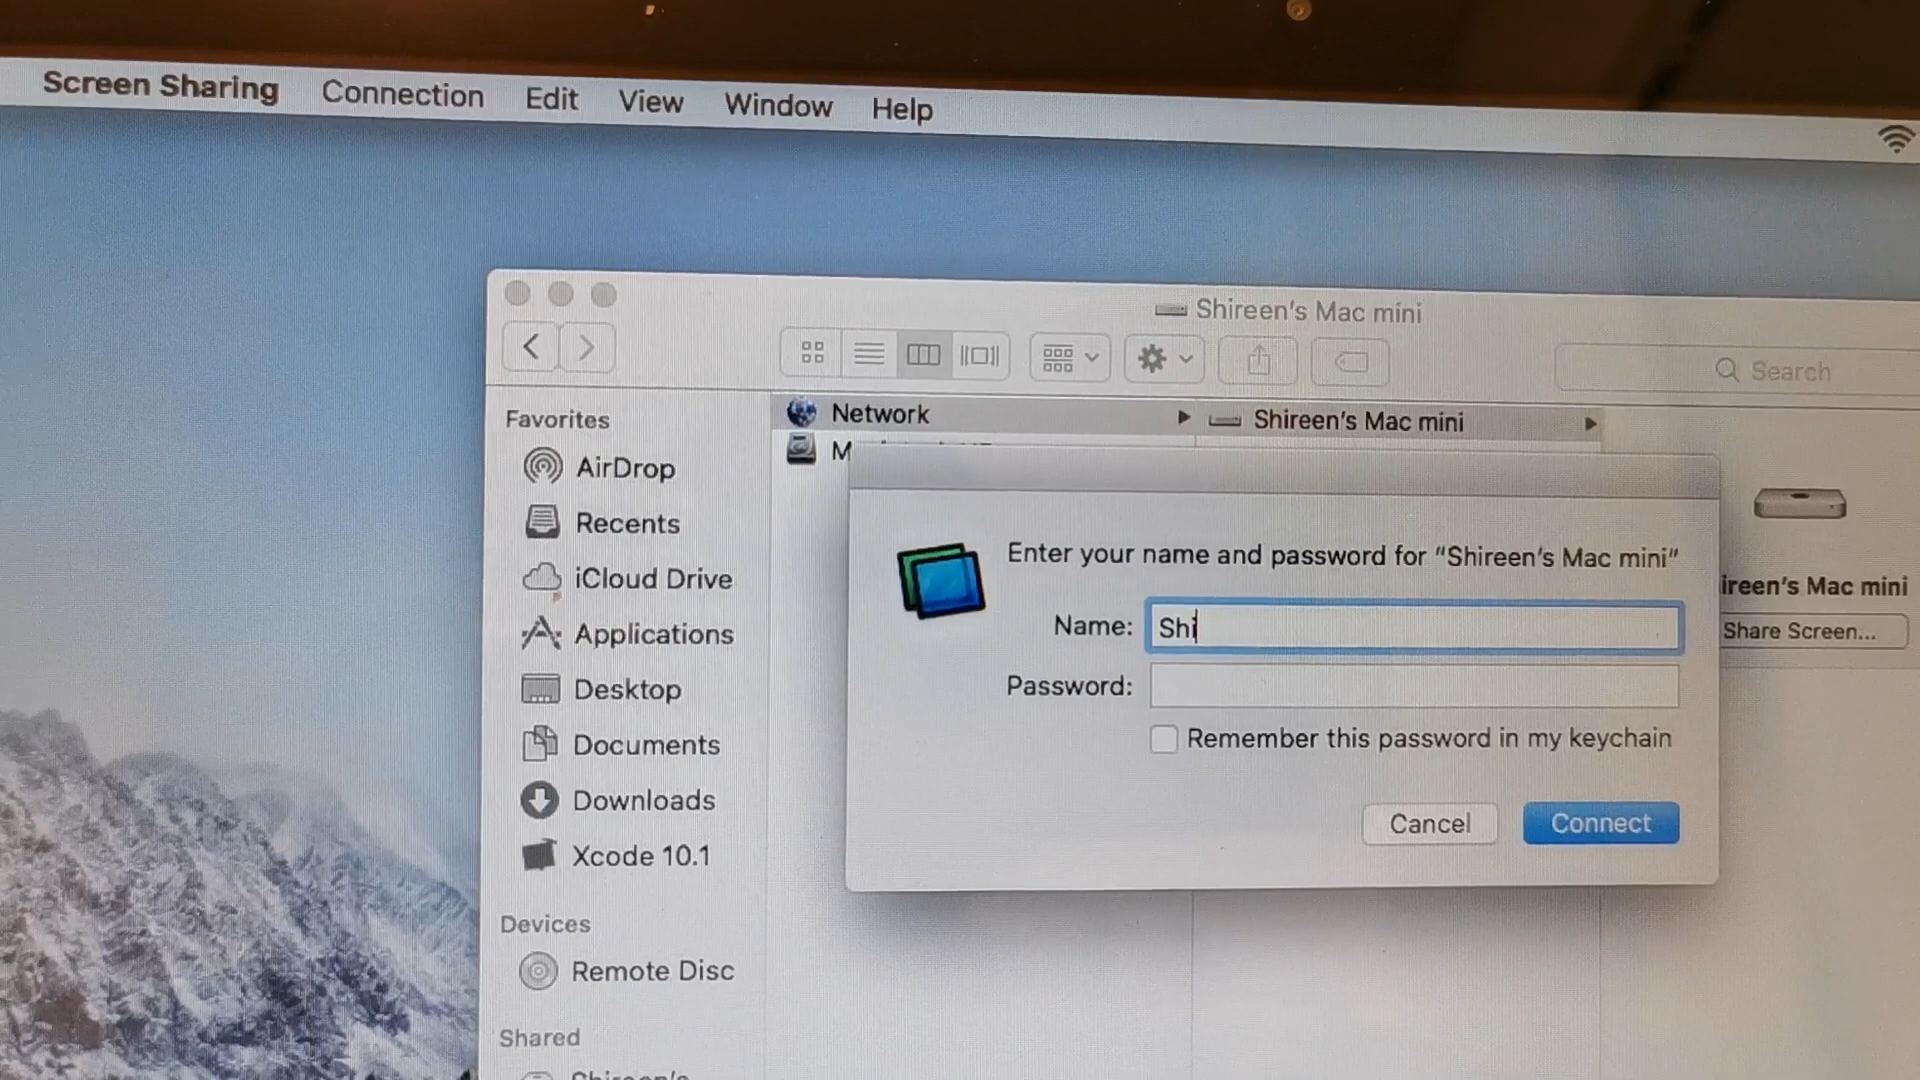 Screen Sharing Connection Edit View Window Help
Shireen's Mac mini
Search
Favorites
AirDrop
Recents
iCloud Drive
Applications
Desktop
Documents
Downloads
Xcode 10.1
Devices
Remote Disc
Shared
Network
Shireen's Mac mini
Enter your name and password for “Shireen's Mac mini”
Name: Shi
Password:
Remember this password in my keychain
Cancel Connect
ireen's Mac mini
Share Screen...